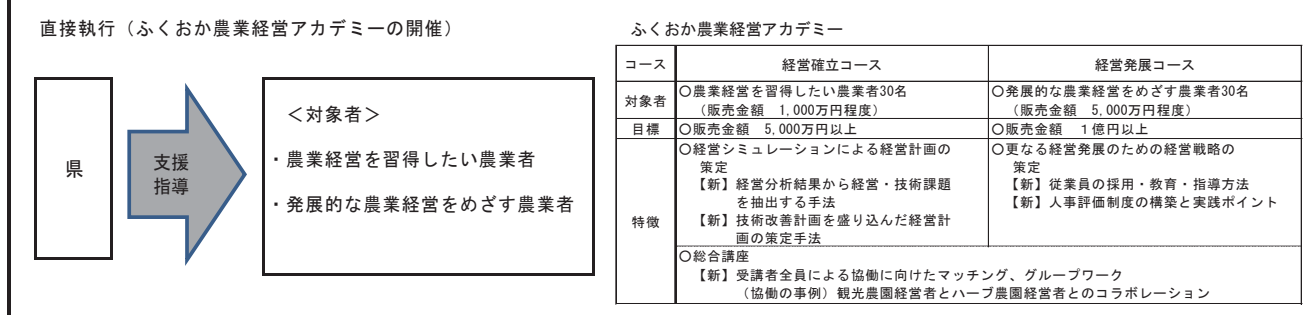 直接執行（ふくおか農業経営アカデミーの開催）
県
支援
指導
＜対象者＞
・農業経営を習得したい農業者
・発展的な農業経営をめざす農業者
ふくおか農業経営アカデミー
コース
経営確立コース
経営発展コース
対象者
〇農業経営を習得したい農業者30名
（販売金額　1,000万円程度）
〇発展的な農業経営をめざす農業者30名
（販売金額　5,000万円程度）
目標
〇販売金額　5,000万円以上
〇販売金額　１億円以上
特徴
〇経営シミュレーションによる経営計画の
策定
【新】経営分析結果から経営・技術課題
を抽出する手法
【新】技術改善計画を盛り込んだ経営計
画の策定手法
〇更なる経営発展のための経営戦略の
策定
【新】従業員の採用・教育・指導方法
【新】人事評価制度の構築と実践ポイント
〇総合講座
【新】受講者全員による協働に向けたマッチング、グループワーク
（協働の事例）観光農園経営者とハーブ農園経営者とのコラボレーション